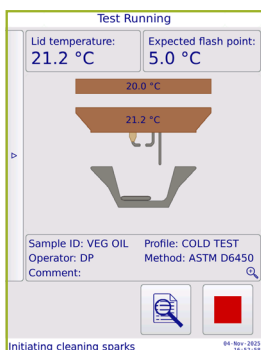 Test Running
Lid temperature:
21.2 °C
Expected flash point:
5.0 °C
20.0 °C
21.2 °C
Sample ID: VEG OIL
Profile: COLD TEST
Operator: DP
Method: ASTM D6450
Comment:
Initiating cleaning sparks
04-Nov-2025